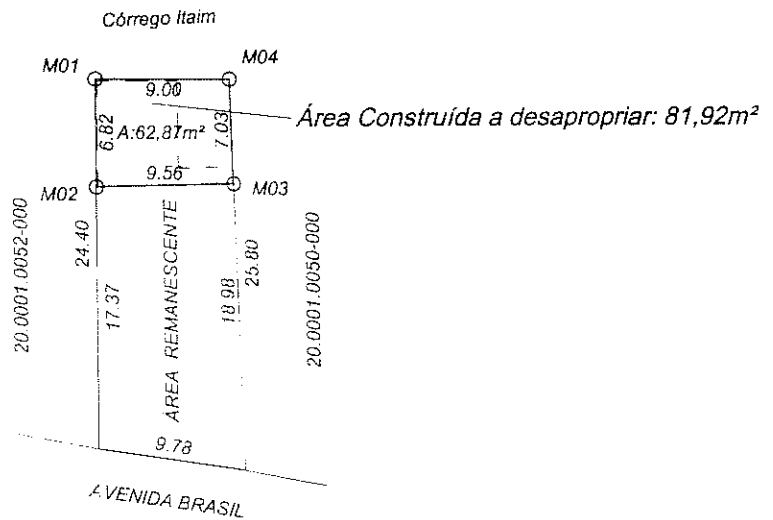 Córrego Itaim
M01
M04
9.00
Área Construída a desapropriar: 81,92m²
6.82
A:62,87m²
7.03
9.56
M02
M03
20.0001.0052-000
24.40
17.37
ÁREA REMANESCENTE
18.98
25.80
20.0001.0050-000
9.78
AVENIDA BRASIL